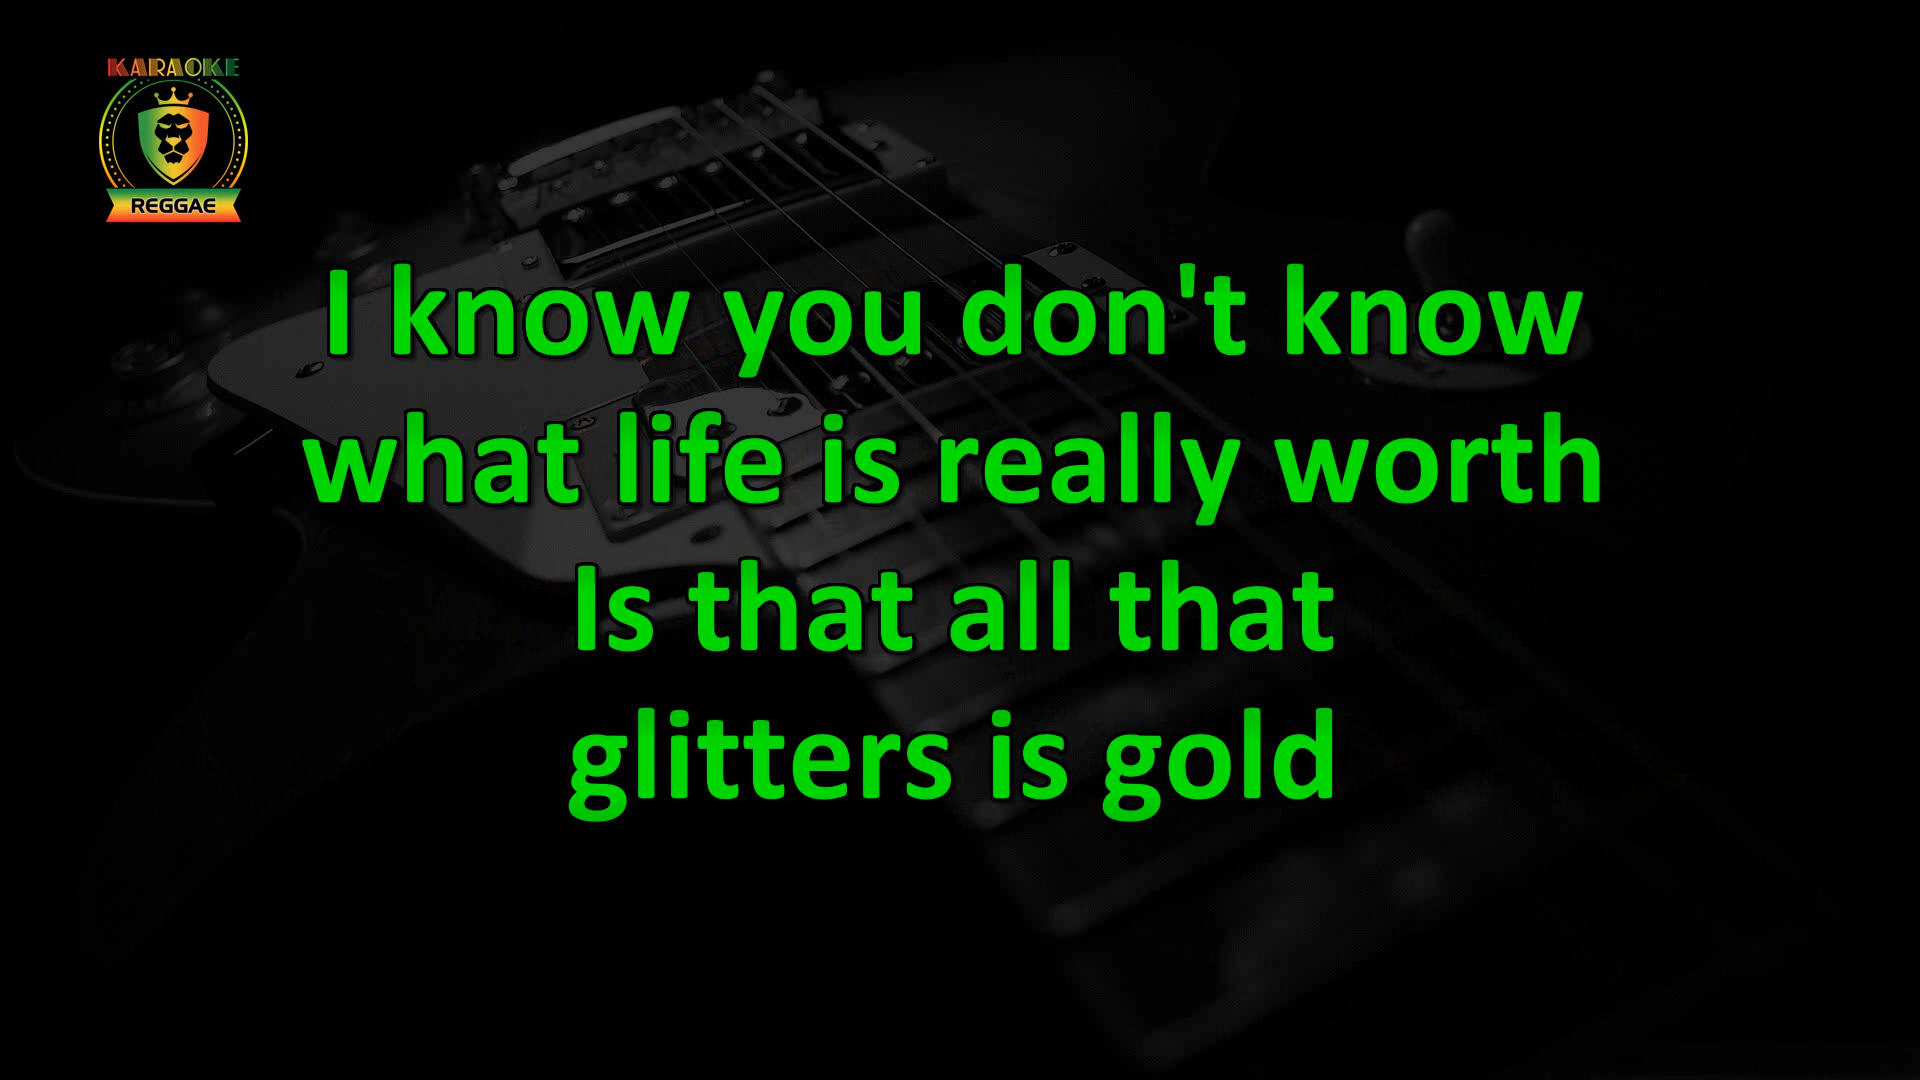 KARAOKE
REGGAE
I know you don't know
what life is really worth
Is that all that
glitters is gold